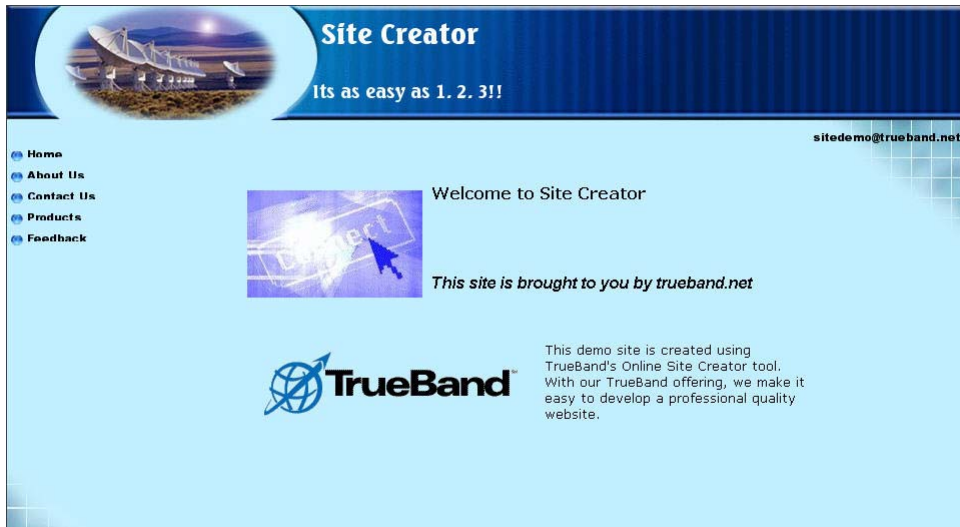 Site Creator
Its as easy as 1. 2. 3!!
sitedemo@trueband.net
Home
About Us
Contact Us
Products
Feedback
Connect
Welcome to Site Creator
This site is brought to you by trueband.net
TrueBand
This demo site is created using
TrueBand's Online Site Creator tool.
With our TrueBand offering, we make it
easy to develop a professional quality
website.